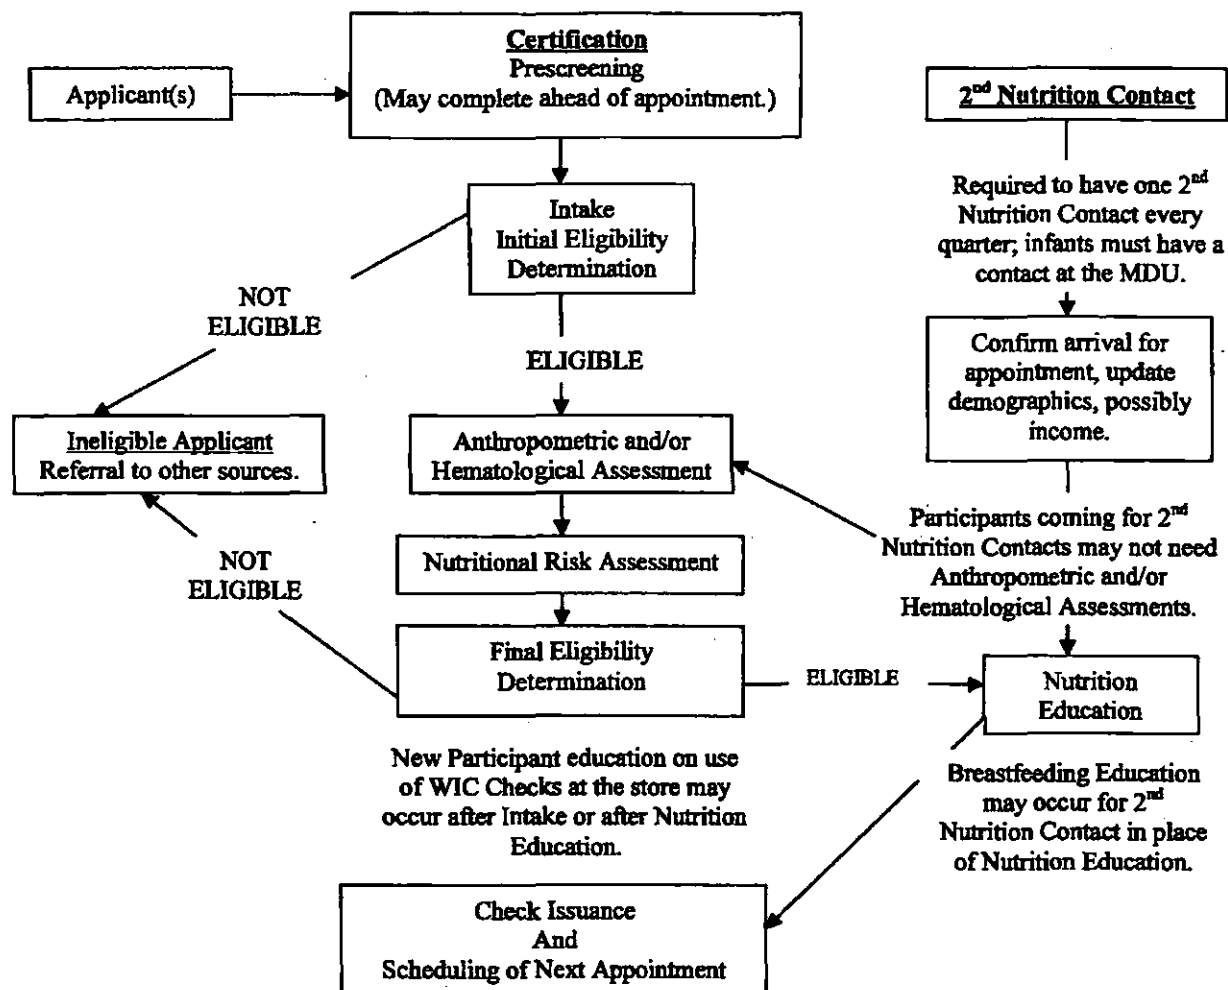 Applicant(s)
Certification
Prescreening
(May complete ahead of appointment.)
2nd Nutrition Contact
Intake
Initial Eligibility
Determination
Required to have one 2nd
Nutrition Contact every
quarter; infants must have a
contact at the MDU.
NOT
ELIGIBLE
ELIGIBLE
Confirm arrival for
appointment, update
demographics, possibly
income.
Ineligible Applicant
Referral to other sources.
Anthropometric and/or
Hematological Assessment
Participants coming for 2nd
Nutrition Contacts may not need
Anthropometric and/or
Hematological Assessments.
NOT
ELIGIBLE
Nutritional Risk Assessment
Final Eligibility
Determination
ELIGIBLE
Nutrition
Education
New Participant education on use
of WIC Checks at the store may
occur after Intake or after Nutrition
Education.
Breastfeeding Education
may occur for 2nd
Nutrition Contact in place
of Nutrition Education.
Check Issuance
And
Scheduling of Next Appointment